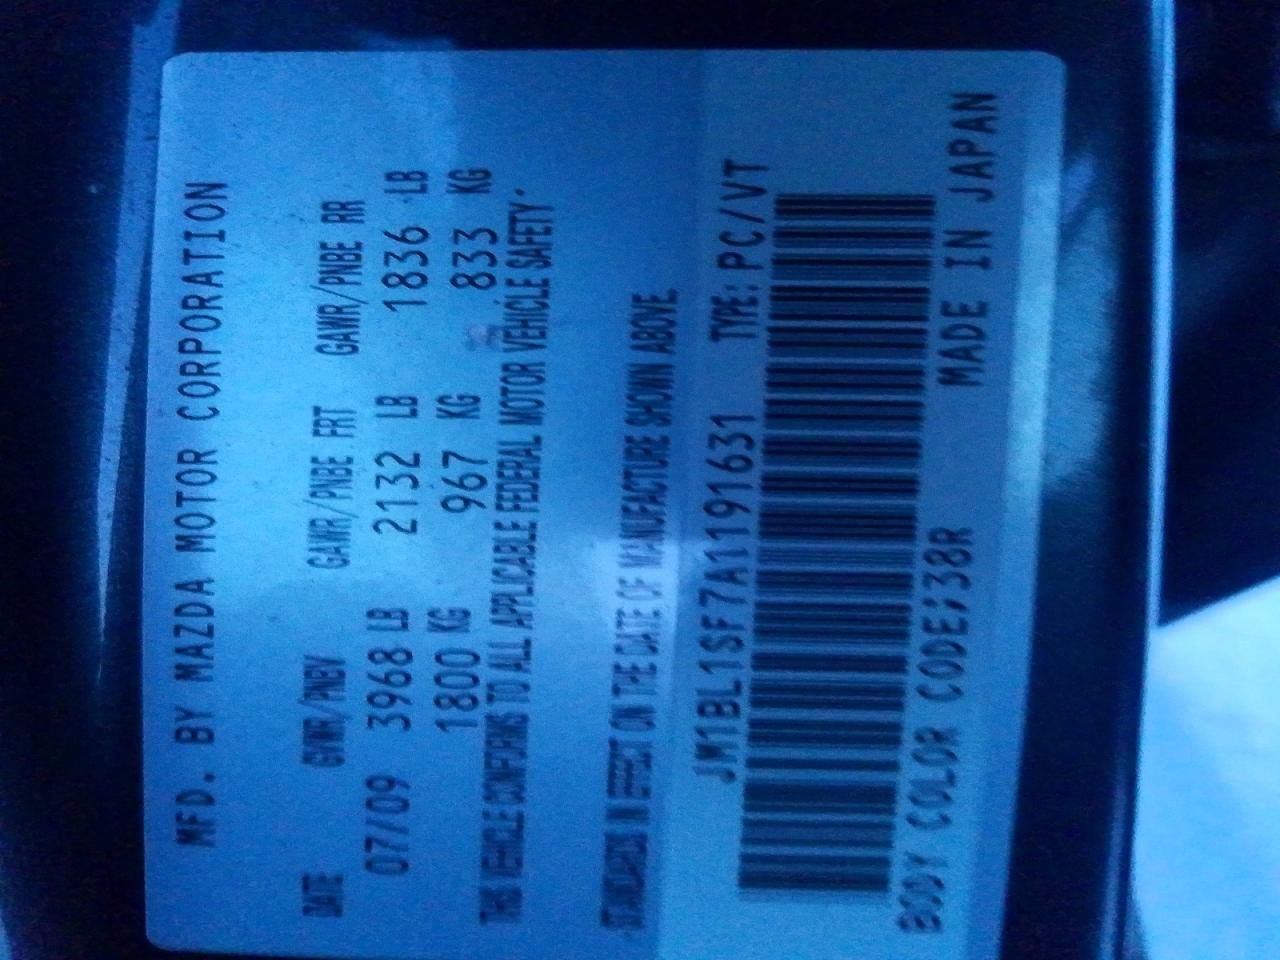 MFD. BY MAZDA MOTOR CORPORATION
DATE GVWR/PNBV GAWR/PNBE FRT GAWR/PNBE RR
07/09 3968 LB 2132 LB 1836 LB
1800 KG 967 KG 833 KG
THIS VEHICLE CONFORMS TO ALL APPLICABLE FEDERAL MOTOR VEHICLE SAFETY.
STANDARDS IN EFFECT ON THE DATE OF MANUFACTURE SHOWN ABOVE.
JM1BL1SF7A1191631 TYPE: PC/VT
BODY COLOR CODE;38R MADE IN JAPAN